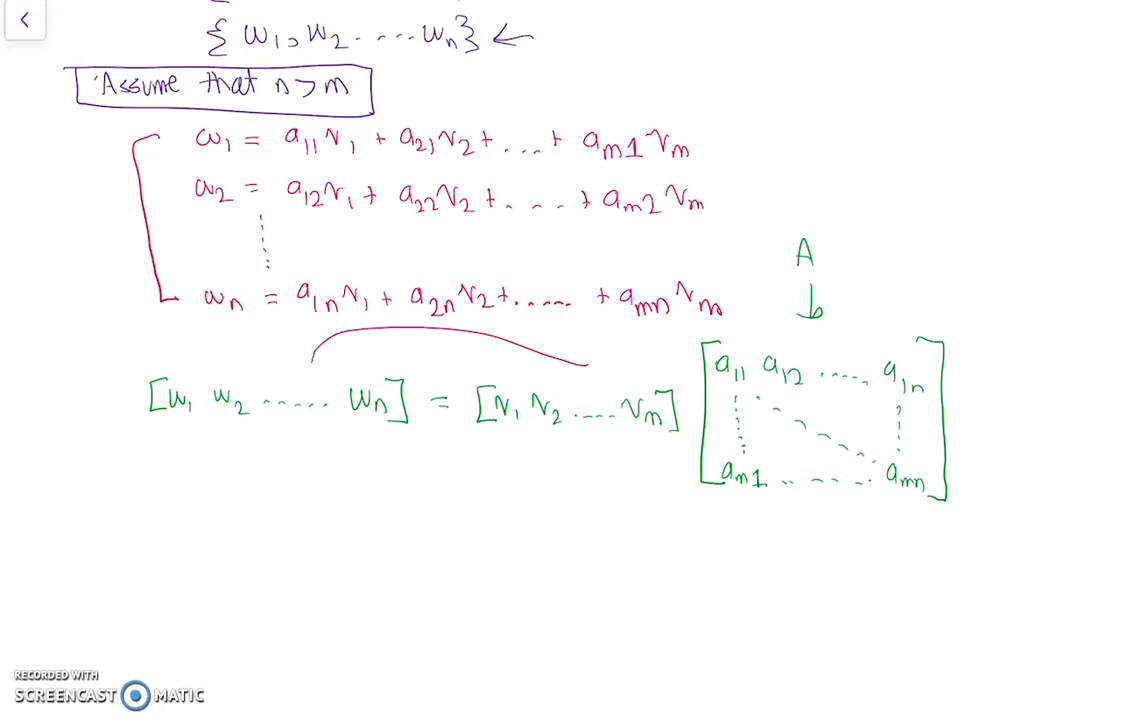 { w₁, w₂ ..... wₙ} ←
Assume that n > m
w₁ = a₁₁v₁ + a₂₁v₂ + .... + aₘ₁vₘ
w₂ = a₁₂v₁ + a₂₂v₂ + .... + aₘ₂vₘ
wₙ = a₁ₙv₁ + a₂ₙv₂ + ..... + aₘₙvₘ
A
↓
[w₁ w₂ ...... wₙ] = [v₁ v₂ ..... vₘ] [a₁₁ a₁₂ ..... a₁ₙ
aₘ₁ ....... aₘₙ]
RECORDED WITH
SCREENCAST MATIC